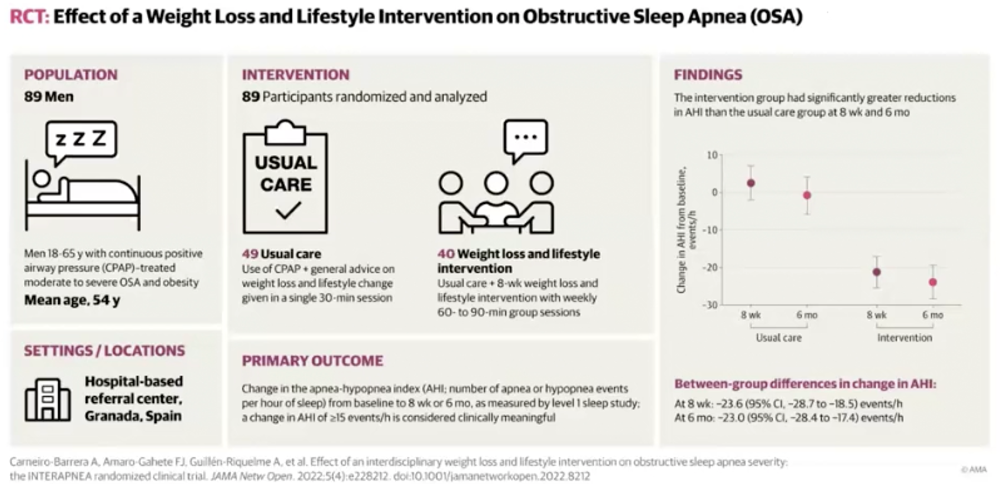 RCT: Effect of a Weight Loss and Lifestyle Intervention on Obstructive Sleep Apnea (OSA)
POPULATION
89 Men
z z Z
Men 18-65 y with continuous positive
airway pressure (CPAP)-treated
moderate to severe OSA and obesity
Mean age, 54 y
SETTINGS / LOCATIONS
Hospital-based
referral center,
Granada, Spain
INTERVENTION
89 Participants randomized and analyzed
USUAL
CARE
49 Usual care
Use of CPAP + general advice on
weight loss and lifestyle change
given in a single 30-min session
40 Weight loss and lifestyle
intervention
Usual care + 8-wk weight loss and
lifestyle intervention with weekly
60- to 90-min group sessions
PRIMARY OUTCOME
Change in the apnea-hypopnea index (AHI; number of apnea or hypopnea events
per hour of sleep) from baseline to 8 wk or 6 mo, as measured by level 1 sleep study;
a change in AHI of ≥15 events/h is considered clinically meaningful
FINDINGS
The intervention group had significantly greater reductions
in AHI than the usual care group at 8 wk and 6 mo
Change in AHI from baseline,
events/h
10
0
-10
-20
-30
8 wk 6 mo 8 wk 6 mo
Usual care Intervention
Between-group differences in change in AHI:
At 8 wk: −23.6 (95% CI, −28.7 to −18.5) events/h
At 6 mo: −23.0 (95% CI, −28.4 to −17.4) events/h
Carneiro-Barrera A, Amaro-Gahete FJ, Guillén-Riquelme A, et al. Effect of an interdisciplinary weight loss and lifestyle intervention on obstructive sleep apnea severity:
the INTERAPNEA randomized clinical trial. JAMA Netw Open. 2022;5(4):e228212. doi:10.1001/jamanetworkopen.2022.8212
© AMA